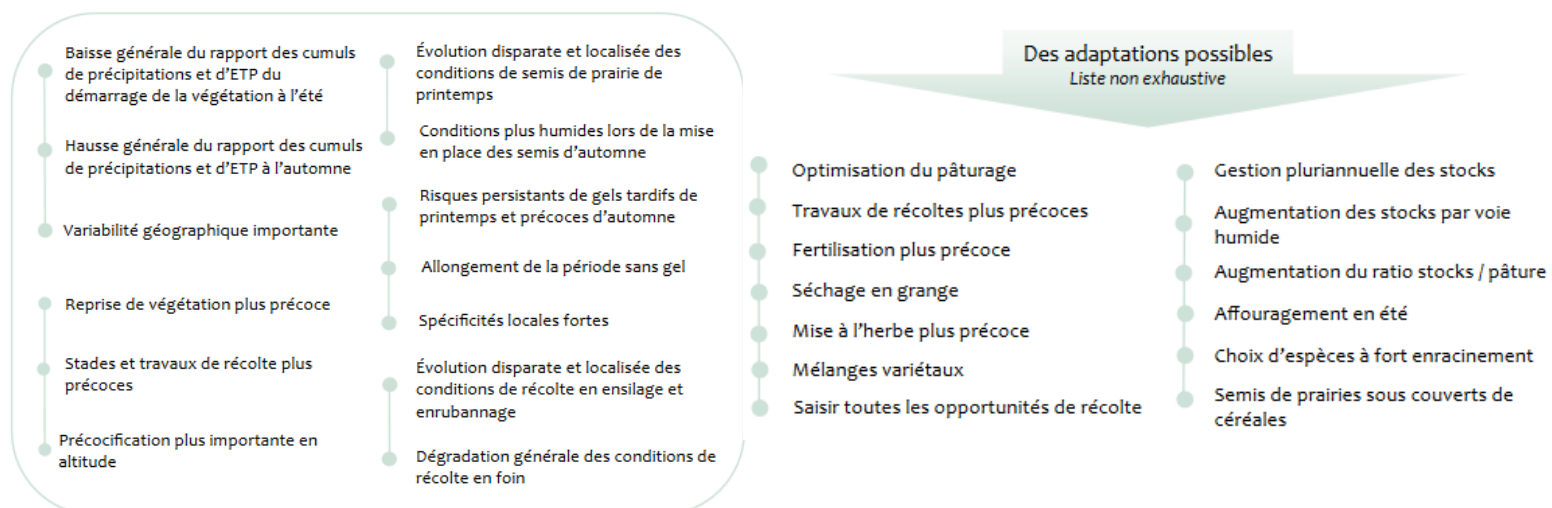 Baisse générale du rapport des cumuls
de précipitations et d’ETP du
démarrage de la végétation à l’été
Hausse générale du rapport des cumuls
de précipitations et d’ETP à l’automne
Variabilité géographique importante
Reprise de végétation plus précoce
Stades et travaux de récolte plus
précoces
Précocification plus importante en
altitude
Évolution disparate et localisée des
conditions de semis de prairie de
printemps
Conditions plus humides lors de la mise
en place des semis d’automne
Risques persistants de gels tardifs de
printemps et précoces d’automne
Allongement de la période sans gel
Spécificités locales fortes
Évolution disparate et localisée des
conditions de récolte en ensilage et
enrubannage
Dégradation générale des conditions de
récolte en foin
Des adaptations possibles
Liste non exhaustive
Optimisation du pâturage
Travaux de récoltes plus précoces
Fertilisation plus précoce
Séchage en grange
Mise à l’herbe plus précoce
Mélanges variétaux
Saisir toutes les opportunités de récolte
Gestion pluriannuelle des stocks
Augmentation des stocks par voie
humide
Augmentation du ratio stocks / pâture
Affouragement en été
Choix d’espèces à fort enracinement
Semis de prairies sous couverts de
céréales